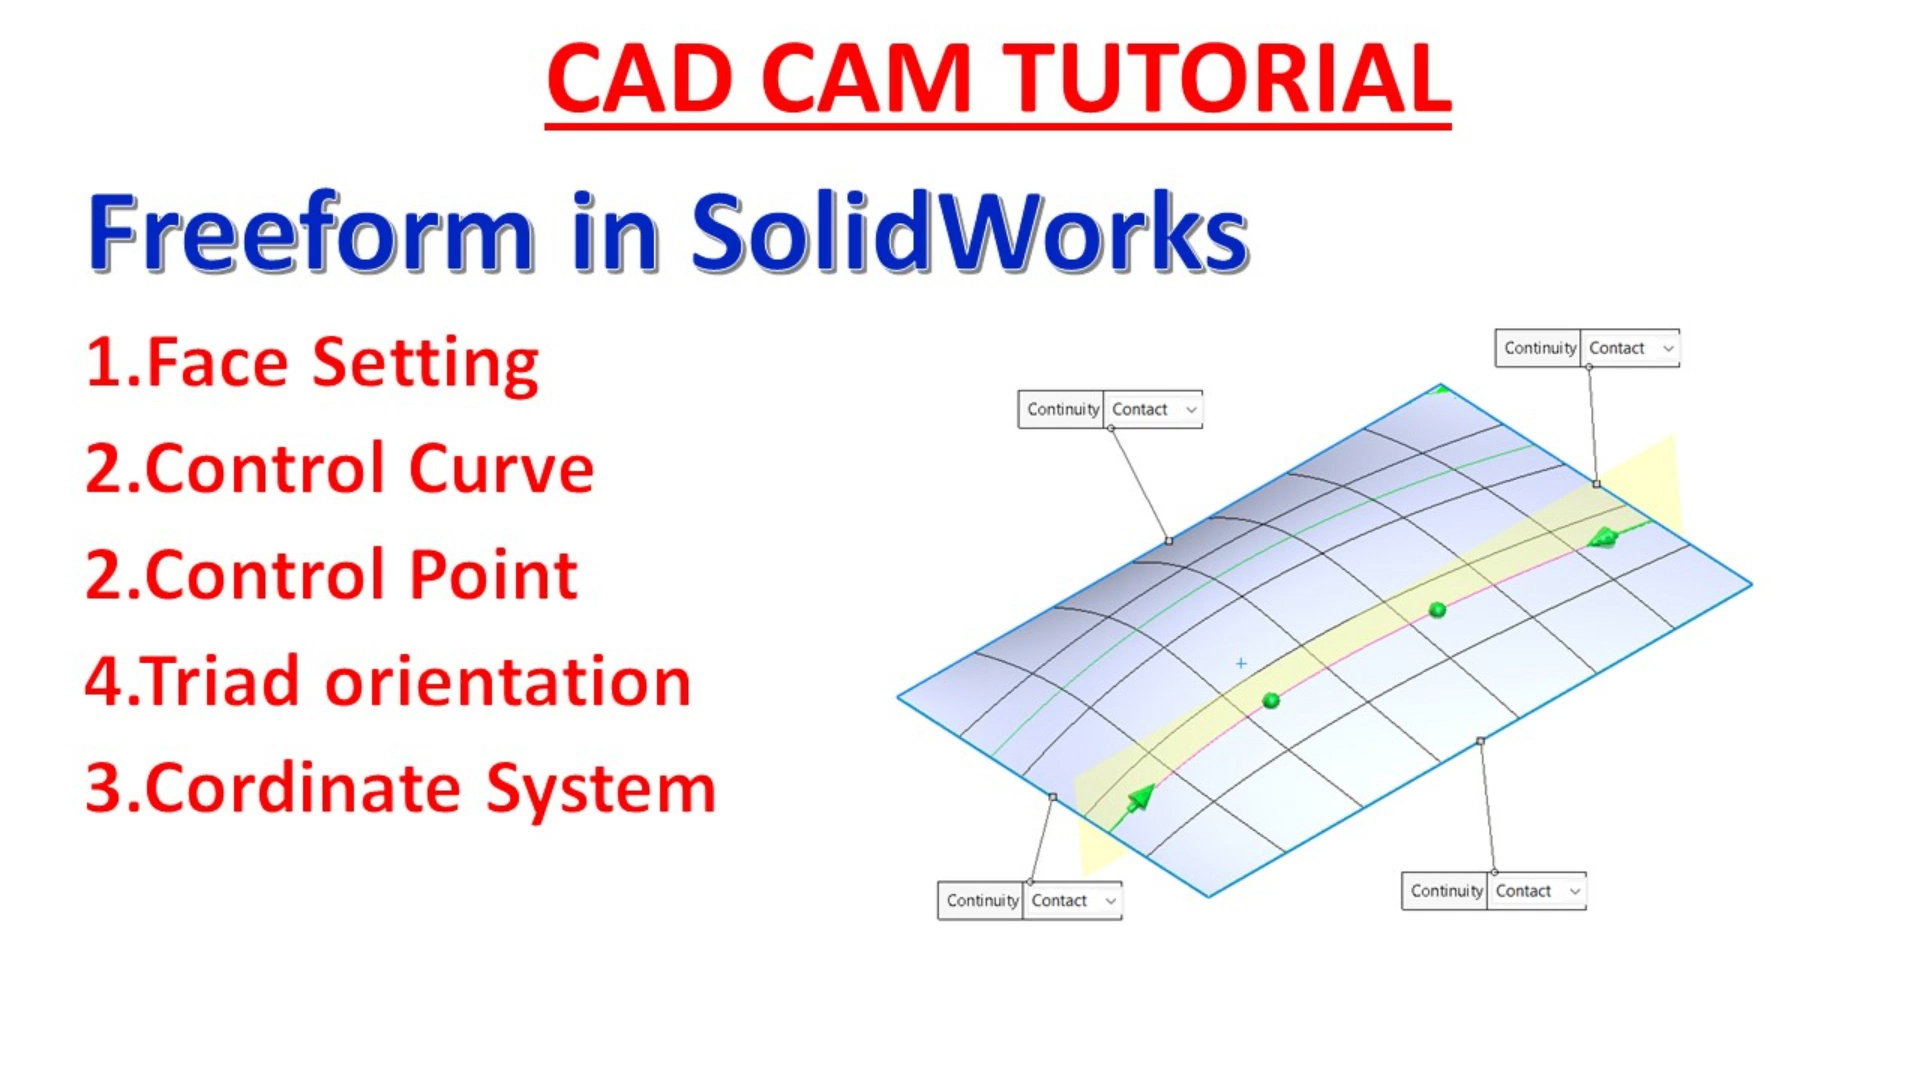 CAD CAM TUTORIAL
Freeform in SolidWorks
1.Face Setting
2.Control Curve
2.Control Point
4.Triad orientation
3.Cordinate System
Continuity Contact
Continuity Contact
Continuity Contact
Continuity Contact